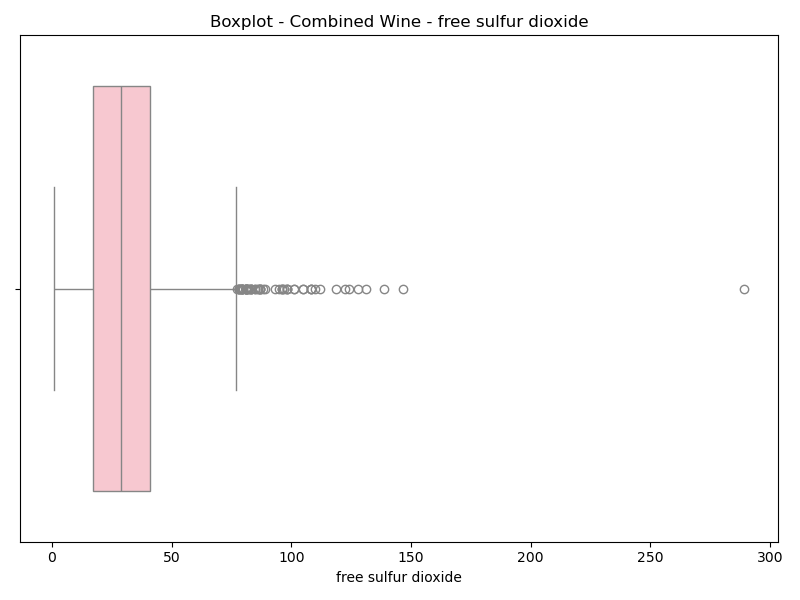 Boxplot - Combined Wine - free sulfur dioxide
0 50 100 150 200 250 300
free sulfur dioxide